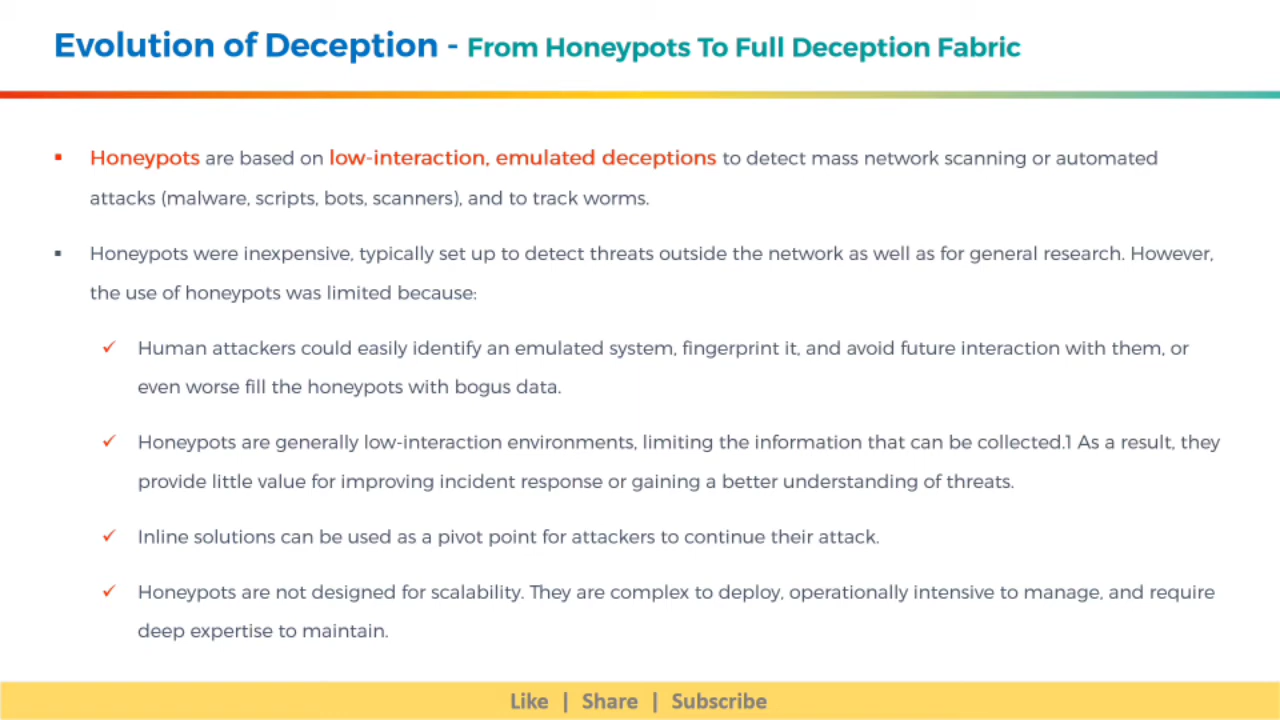 Evolution of Deception - From Honeypots To Full Deception Fabric
Honeypots are based on low-interaction, emulated deceptions to detect mass network scanning or automated
attacks (malware, scripts, bots, scanners), and to track worms.
Honeypots were inexpensive, typically set up to detect threats outside the network as well as for general research. However,
the use of honeypots was limited because:
Human attackers could easily identify an emulated system, fingerprint it, and avoid future interaction with them, or
even worse fill the honeypots with bogus data.
Honeypots are generally low-interaction environments, limiting the information that can be collected.1 As a result, they
provide little value for improving incident response or gaining a better understanding of threats.
Inline solutions can be used as a pivot point for attackers to continue their attack.
Honeypots are not designed for scalability. They are complex to deploy, operationally intensive to manage, and require
deep expertise to maintain.
Like | Share | Subscribe